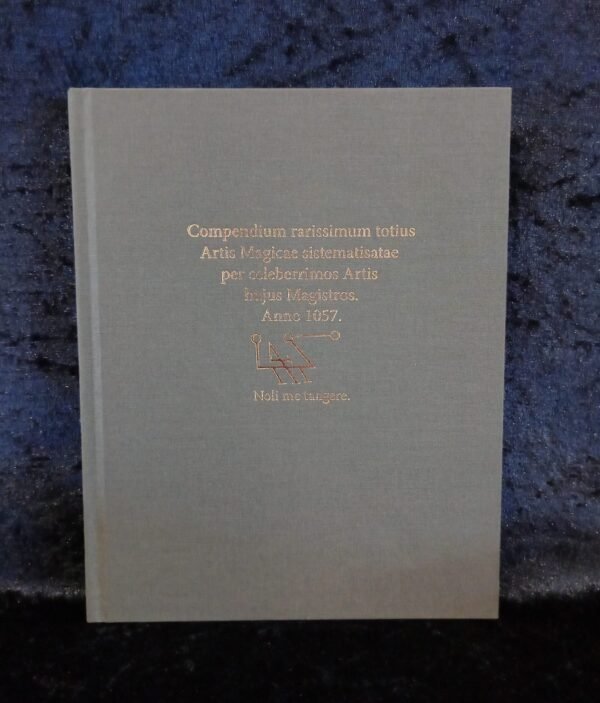 Compendium rarissimum totius
Artis Magicae sistematisatae
per celeberrimos Artis
hujus Magistros.
Anno 1057.
Noli me tangere.